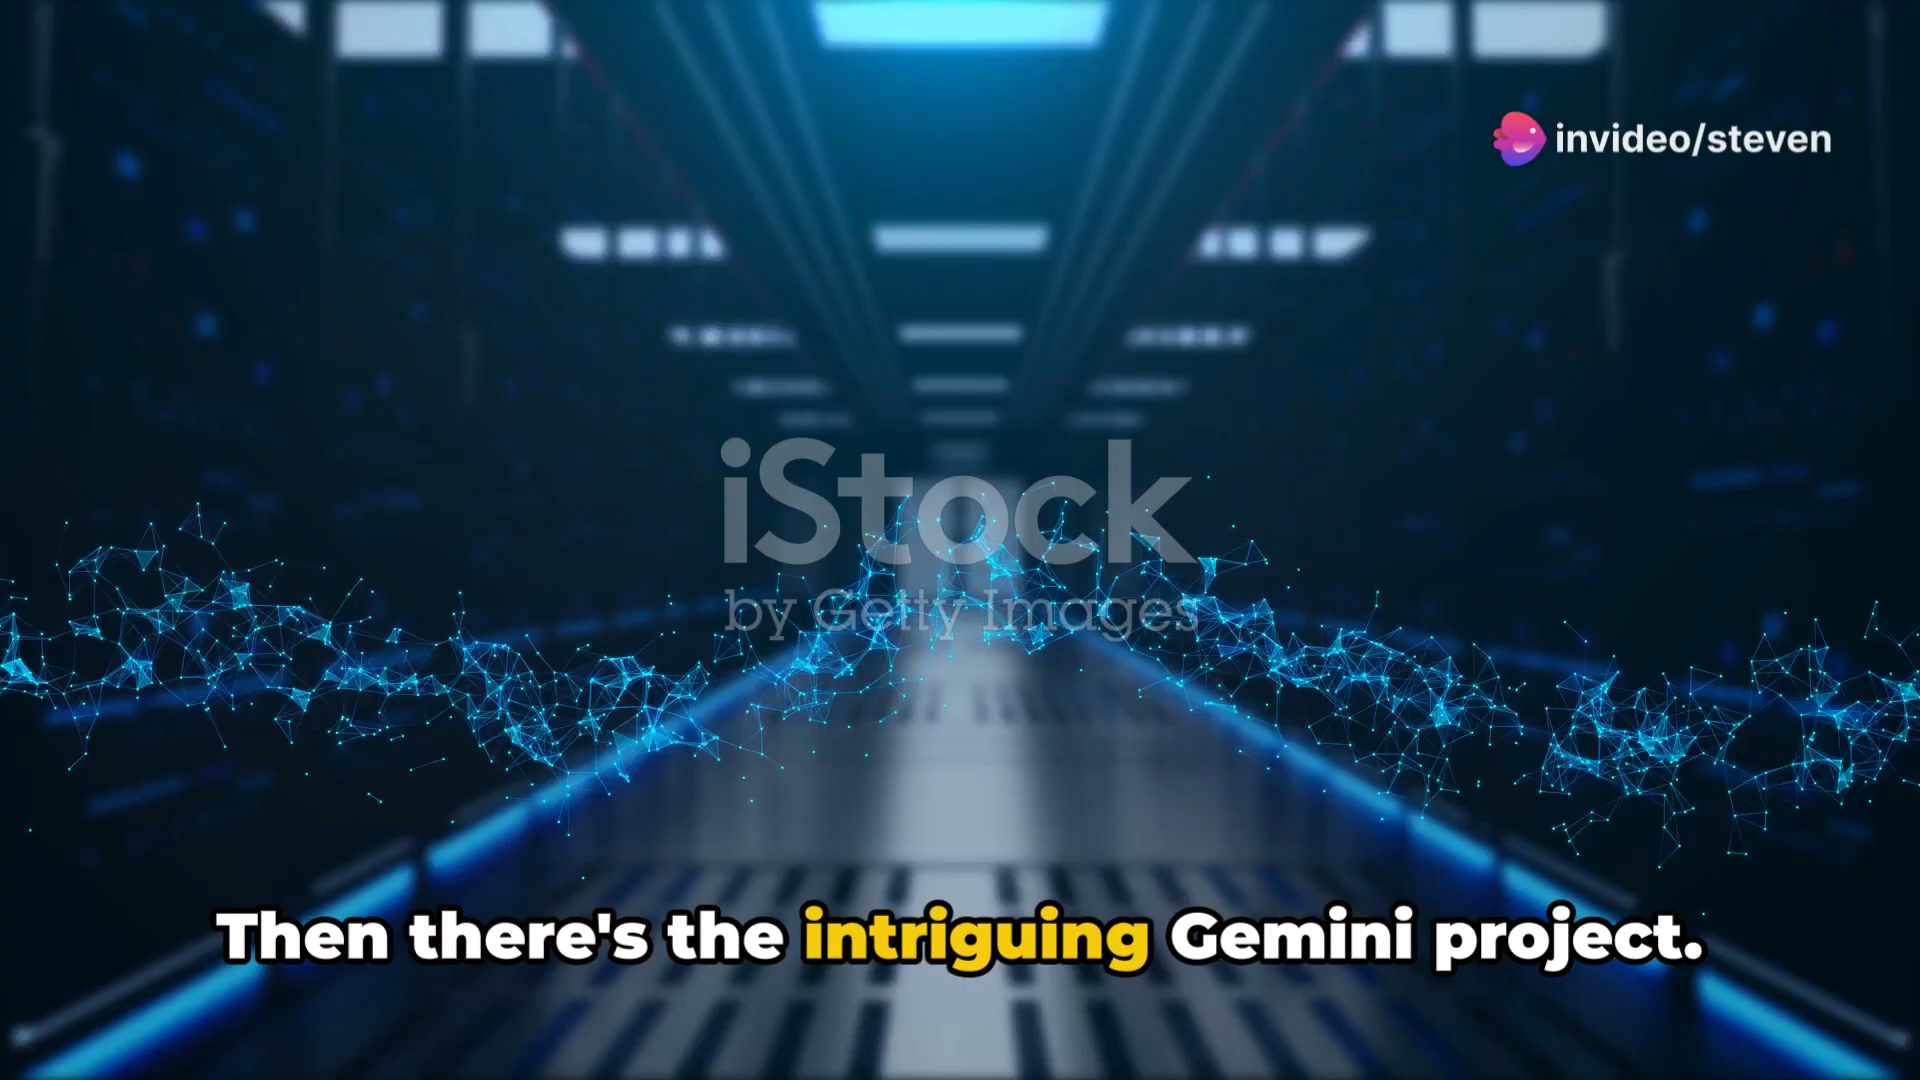 invideo/steven
iStock
by Getty Images
Then there's the intriguing Gemini project.